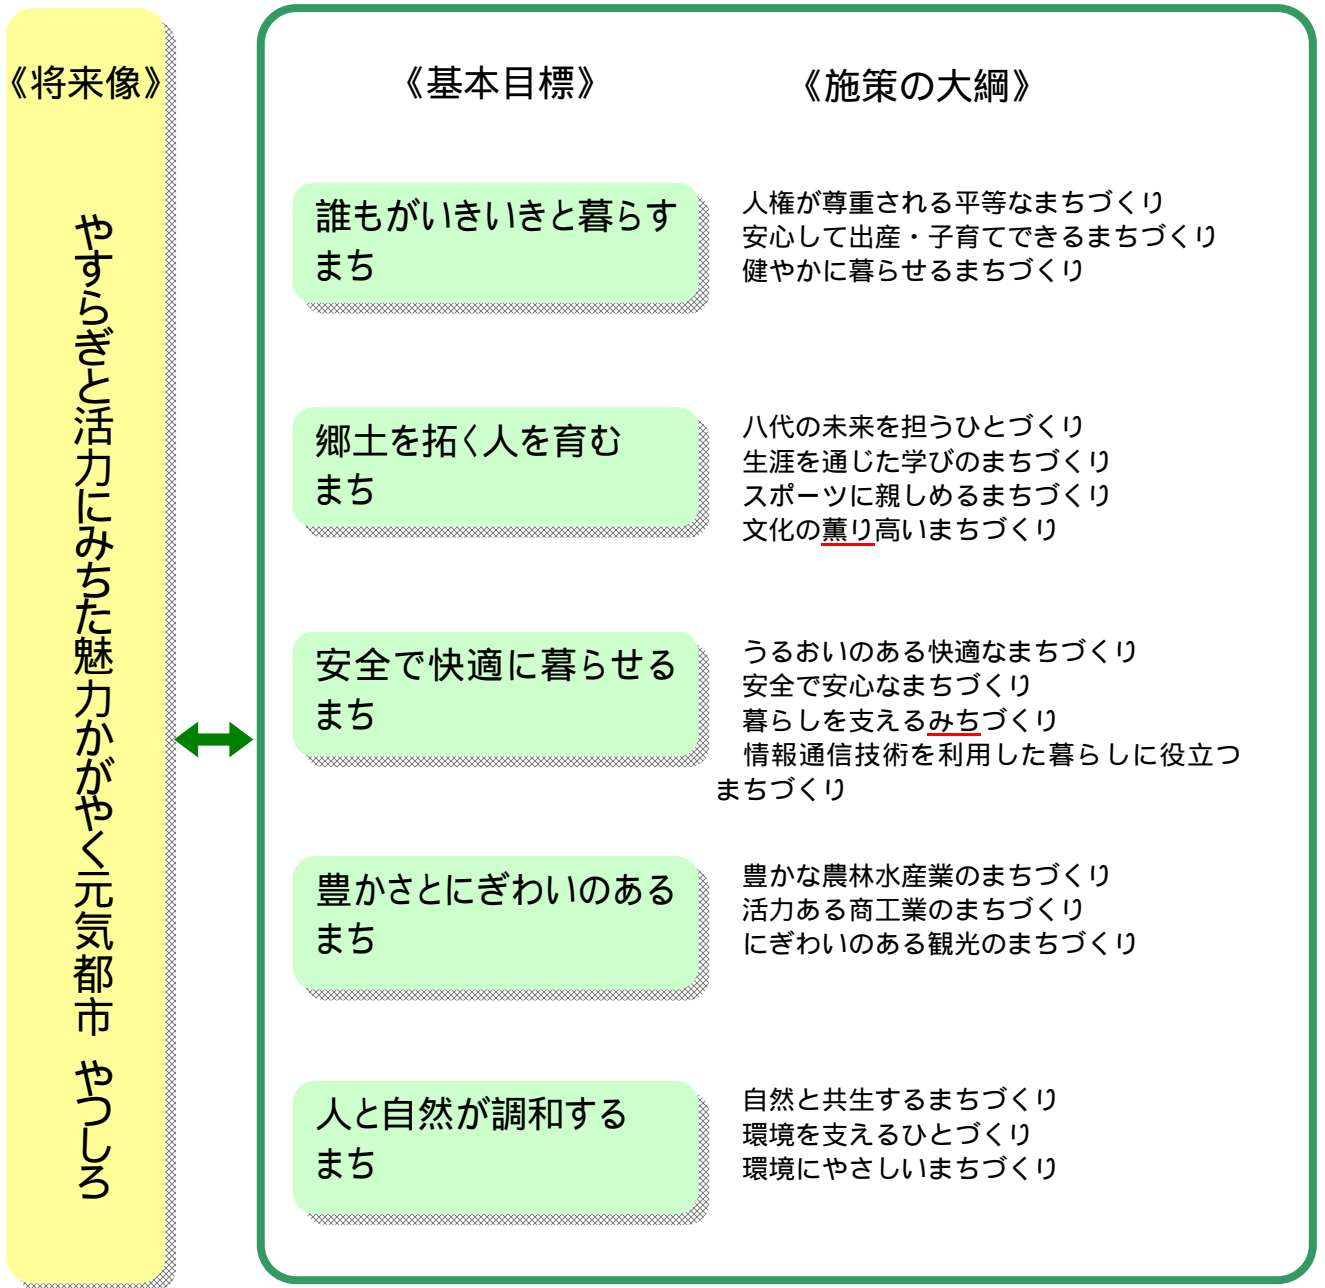 《将来像》
やすらぎと活力にみちた魅力かがやく元気都市 やつしろ
《基本目標》
《施策の大綱》
誰もがいきいきと暮らす
まち
人権が尊重される平等なまちづくり
安心して出産・子育てできるまちづくり
健やかに暮らせるまちづくり
郷土を拓く人を育む
まち
八代の未来を担うひとづくり
生涯を通じた学びのまちづくり
スポーツに親しめるまちづくり
文化の薫り高いまちづくり
安全で快適に暮らせる
まち
うるおいのある快適なまちづくり
安全で安心なまちづくり
暮らしを支えるみちづくり
情報通信技術を利用した暮らしに役立つ
まちづくり
豊かさとにぎわいのある
まち
豊かな農林水産業のまちづくり
活力ある商工業のまちづくり
にぎわいのある観光のまちづくり
人と自然が調和する
まち
自然と共生するまちづくり
環境を支えるひとづくり
環境にやさしいまちづくり